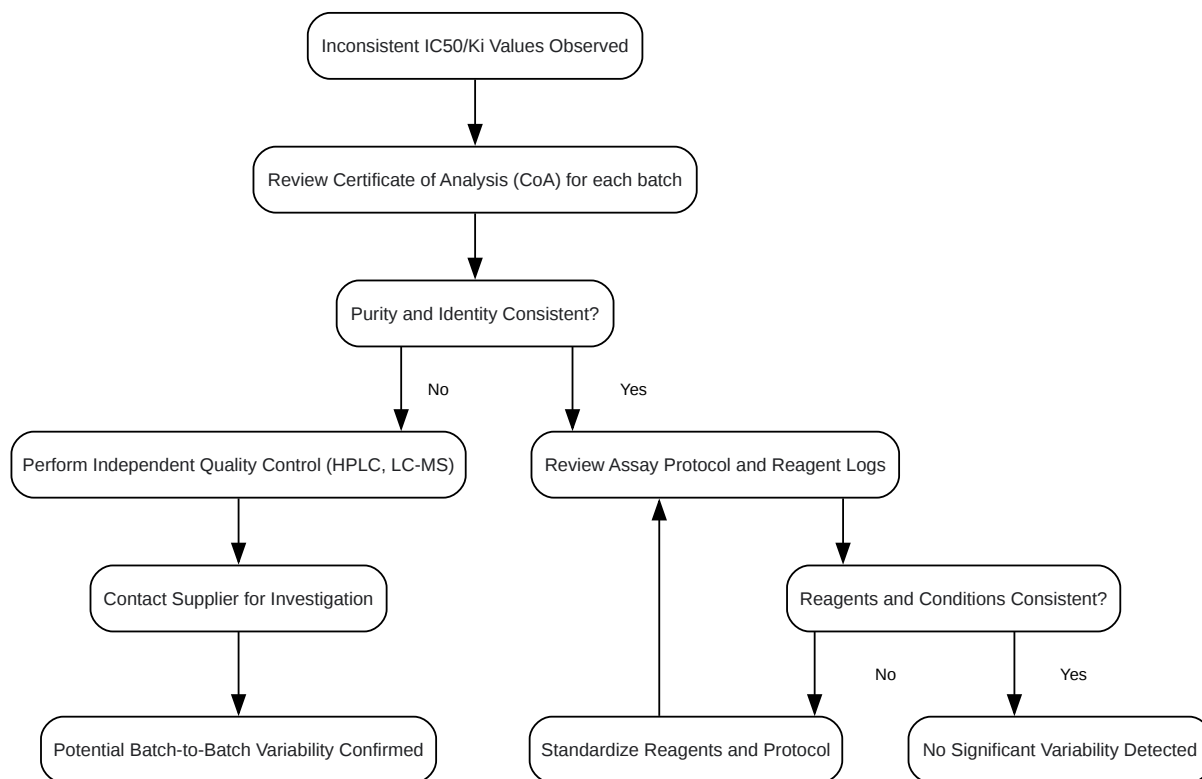 Inconsistent IC50/Ki Values Observed
Review Certificate of Analysis (CoA) for each batch
Purity and Identity Consistent?
No
Yes
Perform Independent Quality Control (HPLC, LC-MS)
Review Assay Protocol and Reagent Logs
Contact Supplier for Investigation
Reagents and Conditions Consistent?
No
Yes
Potential Batch-to-Batch Variability Confirmed
Standardize Reagents and Protocol
No Significant Variability Detected